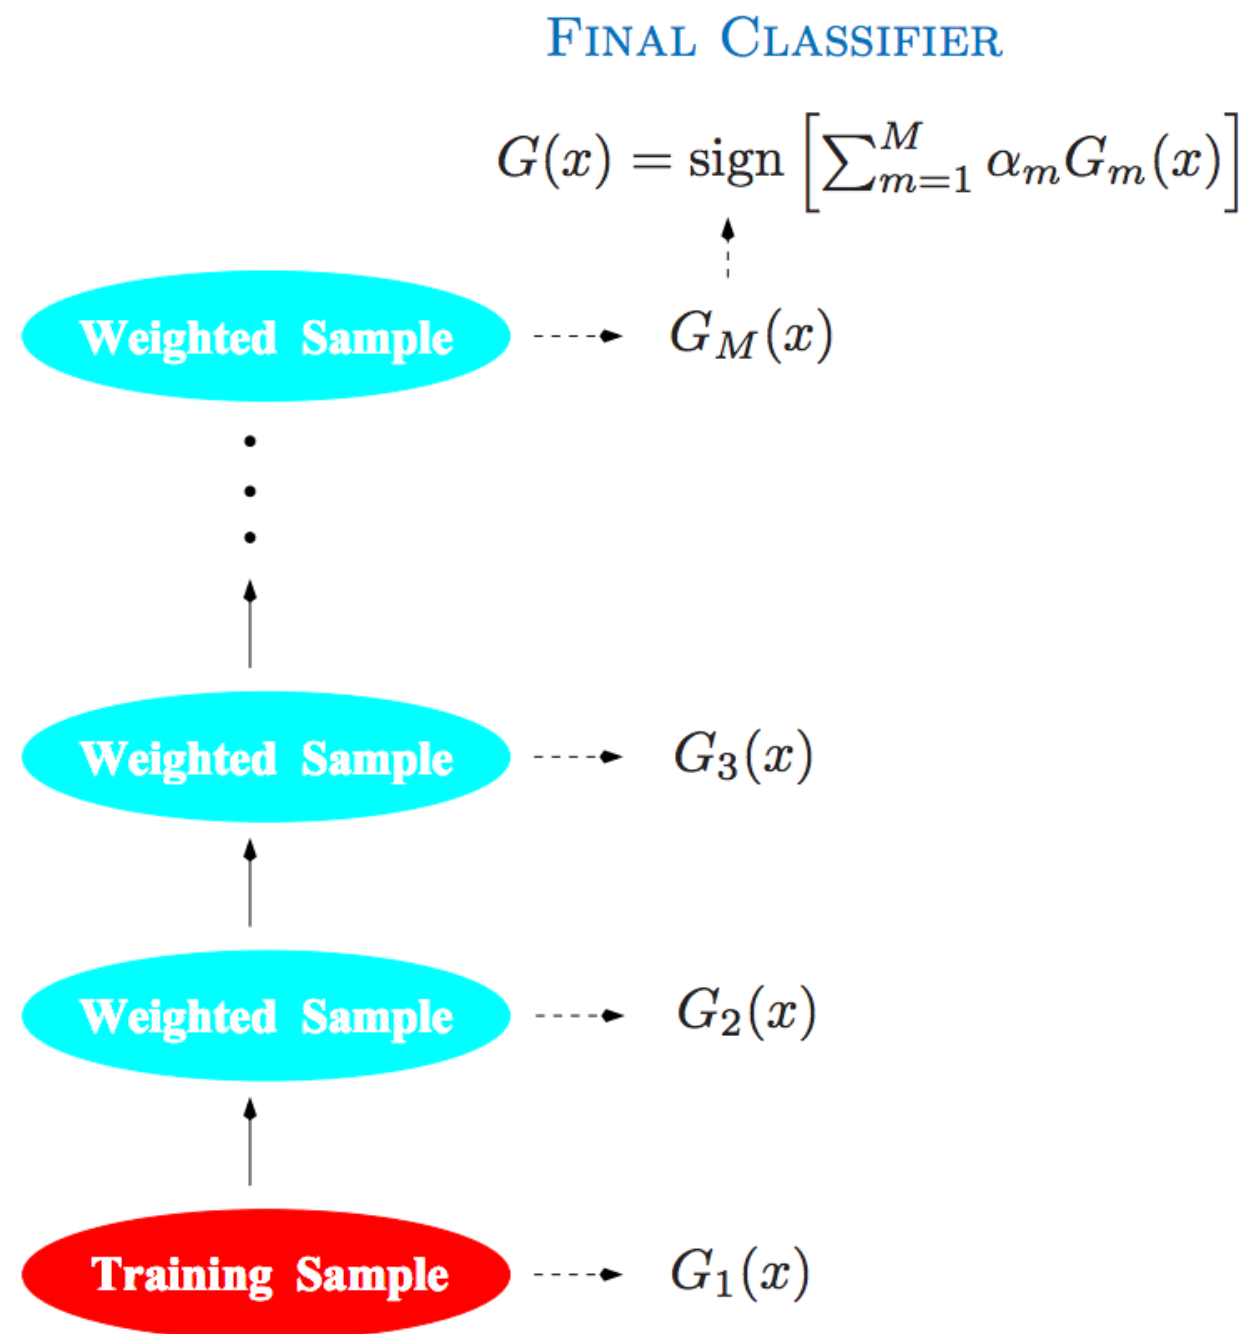 FINAL CLASSIFIER
G(x) = sign [∑_{m=1}^{M} α_m G_m(x)]
Weighted Sample
G_M(x)
Weighted Sample
G_3(x)
Weighted Sample
G_2(x)
Training Sample
G_1(x)